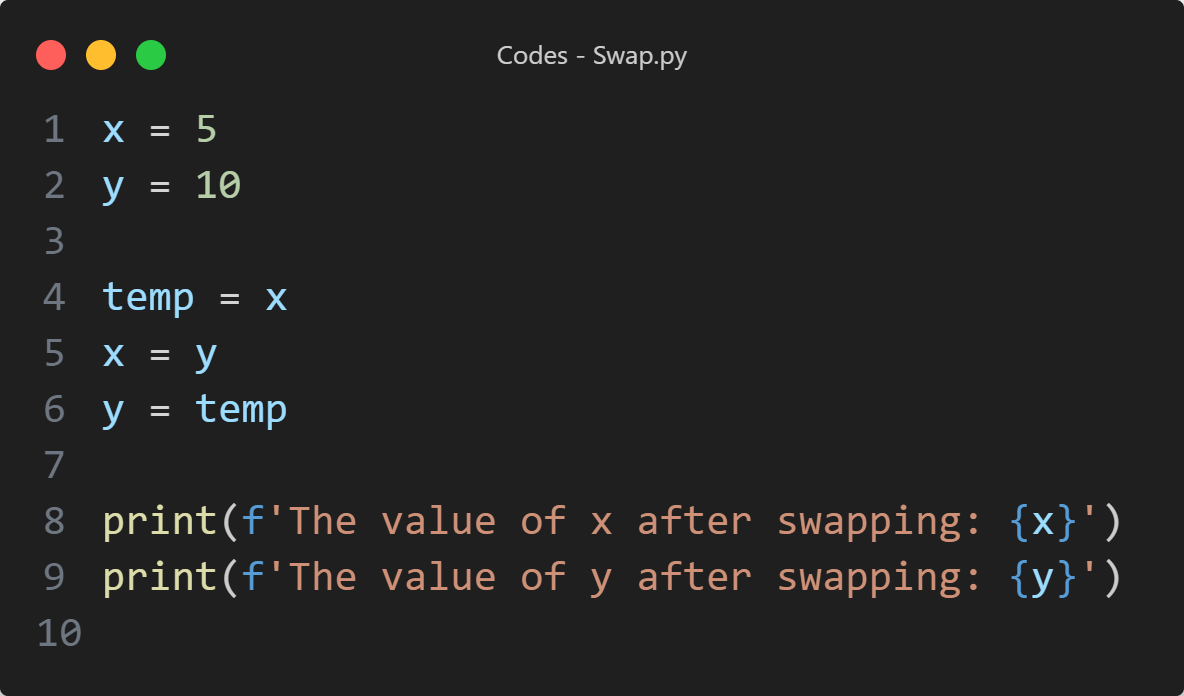 Codes - Swap.py
1 x = 5
2 y = 10
3
4 temp = x
5 x = y
6 y = temp
7
8 print(f'The value of x after swapping: {x}')
9 print(f'The value of y after swapping: {y}')
10